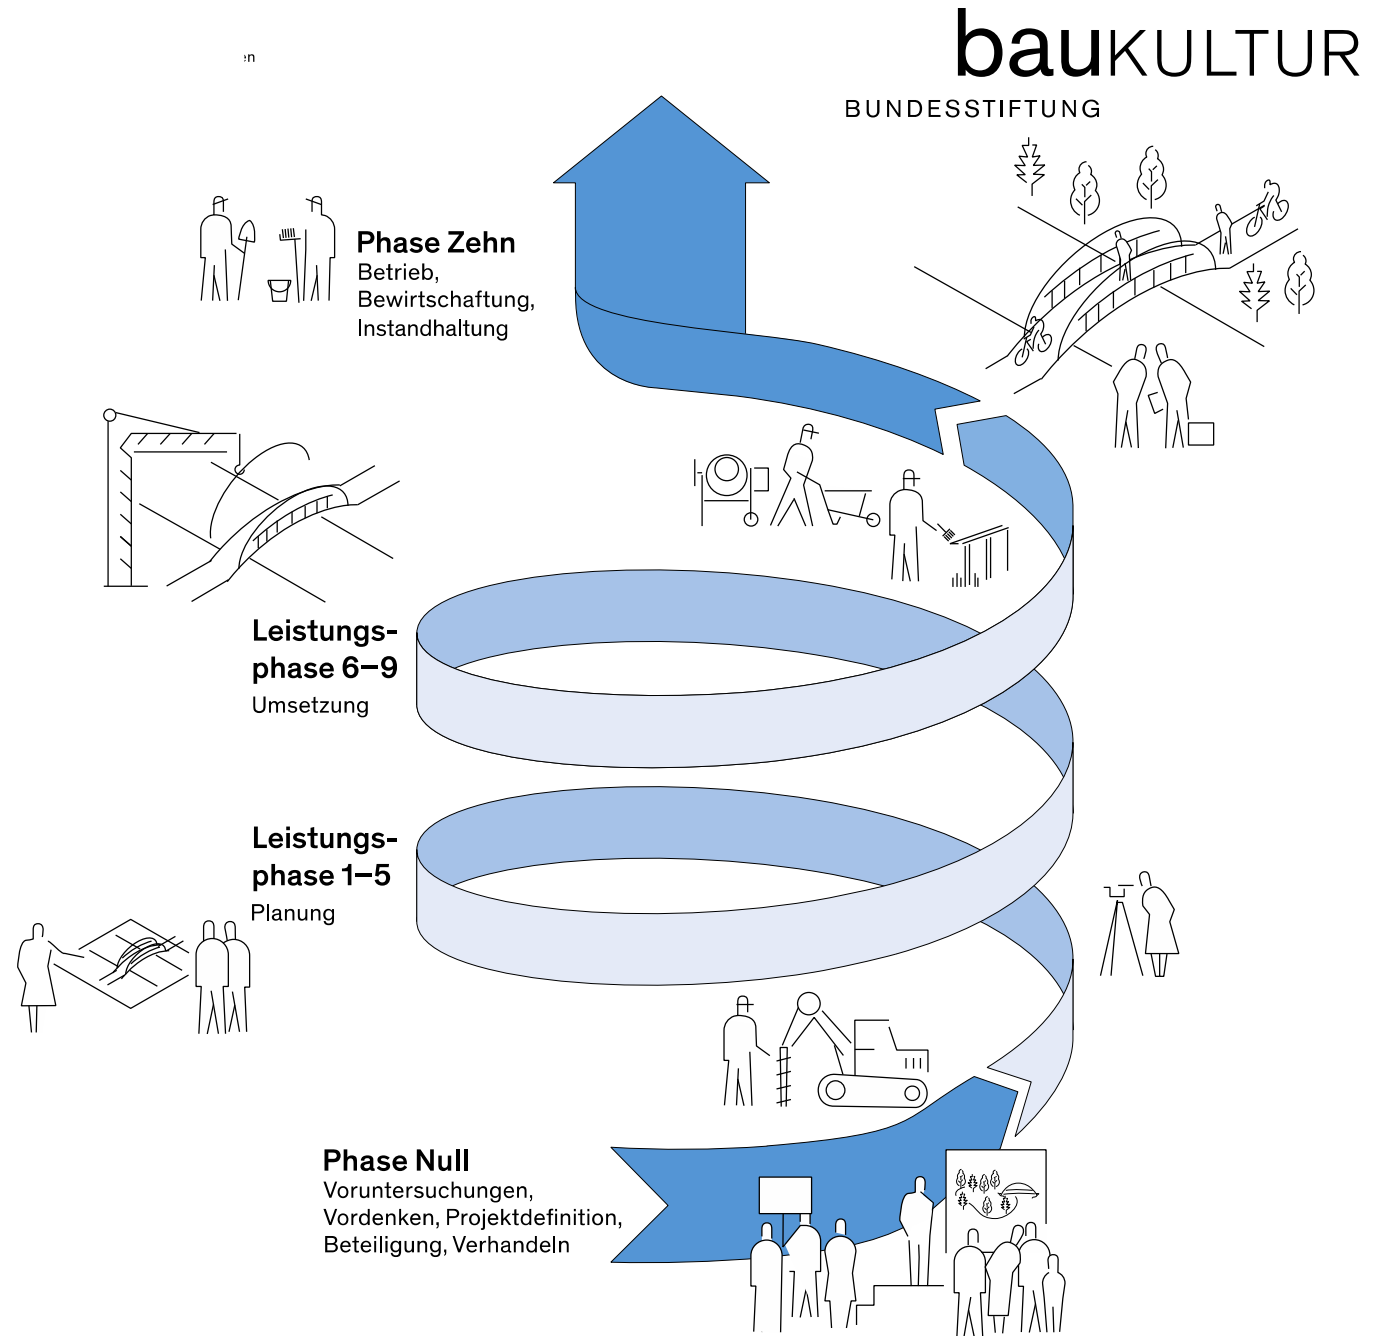 bauKULTUR
BUNDESSTIFTUNG
Phase Zehn
Betrieb,
Bewirtschaftung,
Instandhaltung
Leistungs-
phase 6–9
Umsetzung
Leistungs-
phase 1–5
Planung
Phase Null
Voruntersuchungen,
Vordenken, Projektdefinition,
Beteiligung, Verhandeln